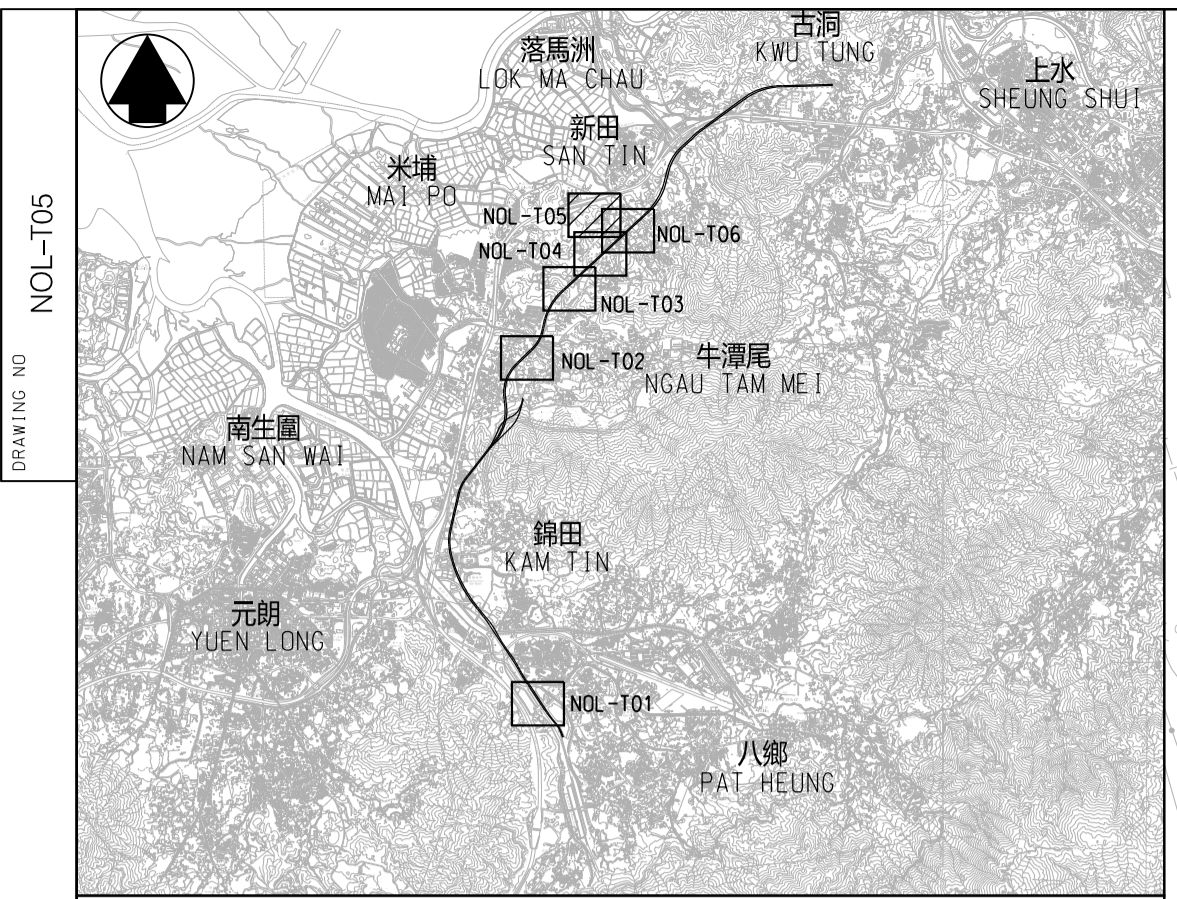 NOL-T05
DRAWING NO
古洞
KWU TUNG
落馬洲
LOK MA CHAU
上水
SHEUNG SHUI
新田
SAN TIN
米埔
MAI PO
NOL-T05
NOL-T06
NOL-T04
NOL-T03
NOL-T02
牛潭尾
NGAU TAM MEI
南生圍
NAM SAN WAI
錦田
KAM TIN
元朗
YUEN LONG
NOL-T01
八鄉
PAT HEUNG